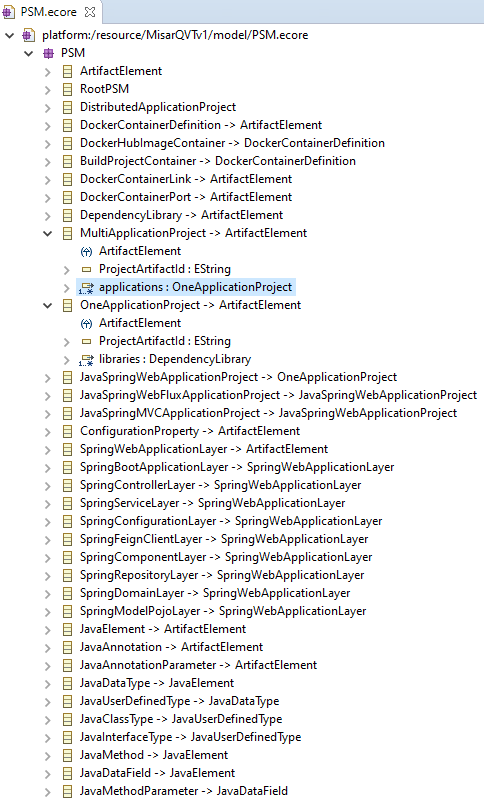 PSM.ecore
platform:/resource/MisarQVTv1/model/PSM.ecore
PSM
ArtifactElement
RootPSM
DistributedApplicationProject
DockerContainerDefinition -> ArtifactElement
DockerHubImageContainer -> DockerContainerDefinition
BuildProjectContainer -> DockerContainerDefinition
DockerContainerLink -> ArtifactElement
DockerContainerPort -> ArtifactElement
DependencyLibrary -> ArtifactElement
MultiApplicationProject -> ArtifactElement
ArtifactElement
ProjectArtifactId : EString
1..* applications : OneApplicationProject
OneApplicationProject -> ArtifactElement
ArtifactElement
ProjectArtifactId : EString
1..* libraries : DependencyLibrary
JavaSpringWebApplicationProject -> OneApplicationProject
JavaSpringWebFluxApplicationProject -> JavaSpringWebApplicationProject
JavaSpringMVCApplicationProject -> JavaSpringWebApplicationProject
ConfigurationProperty -> ArtifactElement
SpringWebApplicationLayer -> ArtifactElement
SpringBootApplicationLayer -> SpringWebApplicationLayer
SpringControllerLayer -> SpringWebApplicationLayer
SpringServiceLayer -> SpringWebApplicationLayer
SpringConfigurationLayer -> SpringWebApplicationLayer
SpringFeignClientLayer -> SpringWebApplicationLayer
SpringComponentLayer -> SpringWebApplicationLayer
SpringRepositoryLayer -> SpringWebApplicationLayer
SpringDomainLayer -> SpringWebApplicationLayer
SpringModelPojoLayer -> SpringWebApplicationLayer
JavaElement -> ArtifactElement
JavaAnnotation -> ArtifactElement
JavaAnnotationParameter -> ArtifactElement
JavaDataType -> JavaElement
JavaUserDefinedType -> JavaDataType
JavaClassType -> JavaUserDefinedType
JavaInterfaceType -> JavaUserDefinedType
JavaMethod -> JavaElement
JavaDataField -> JavaElement
JavaMethodParameter -> JavaDataField